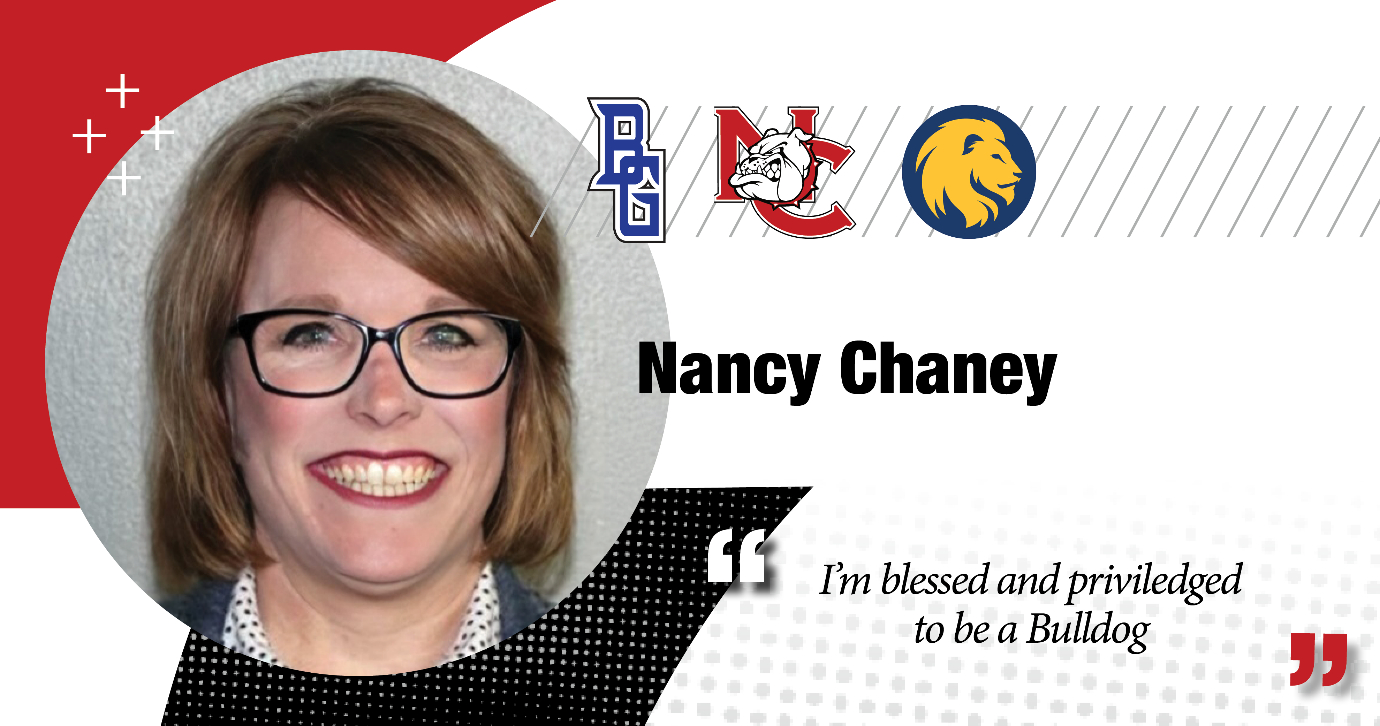 BG
NC
Nancy Chaney
“ I’m blessed and priviledged
to be a Bulldog ”